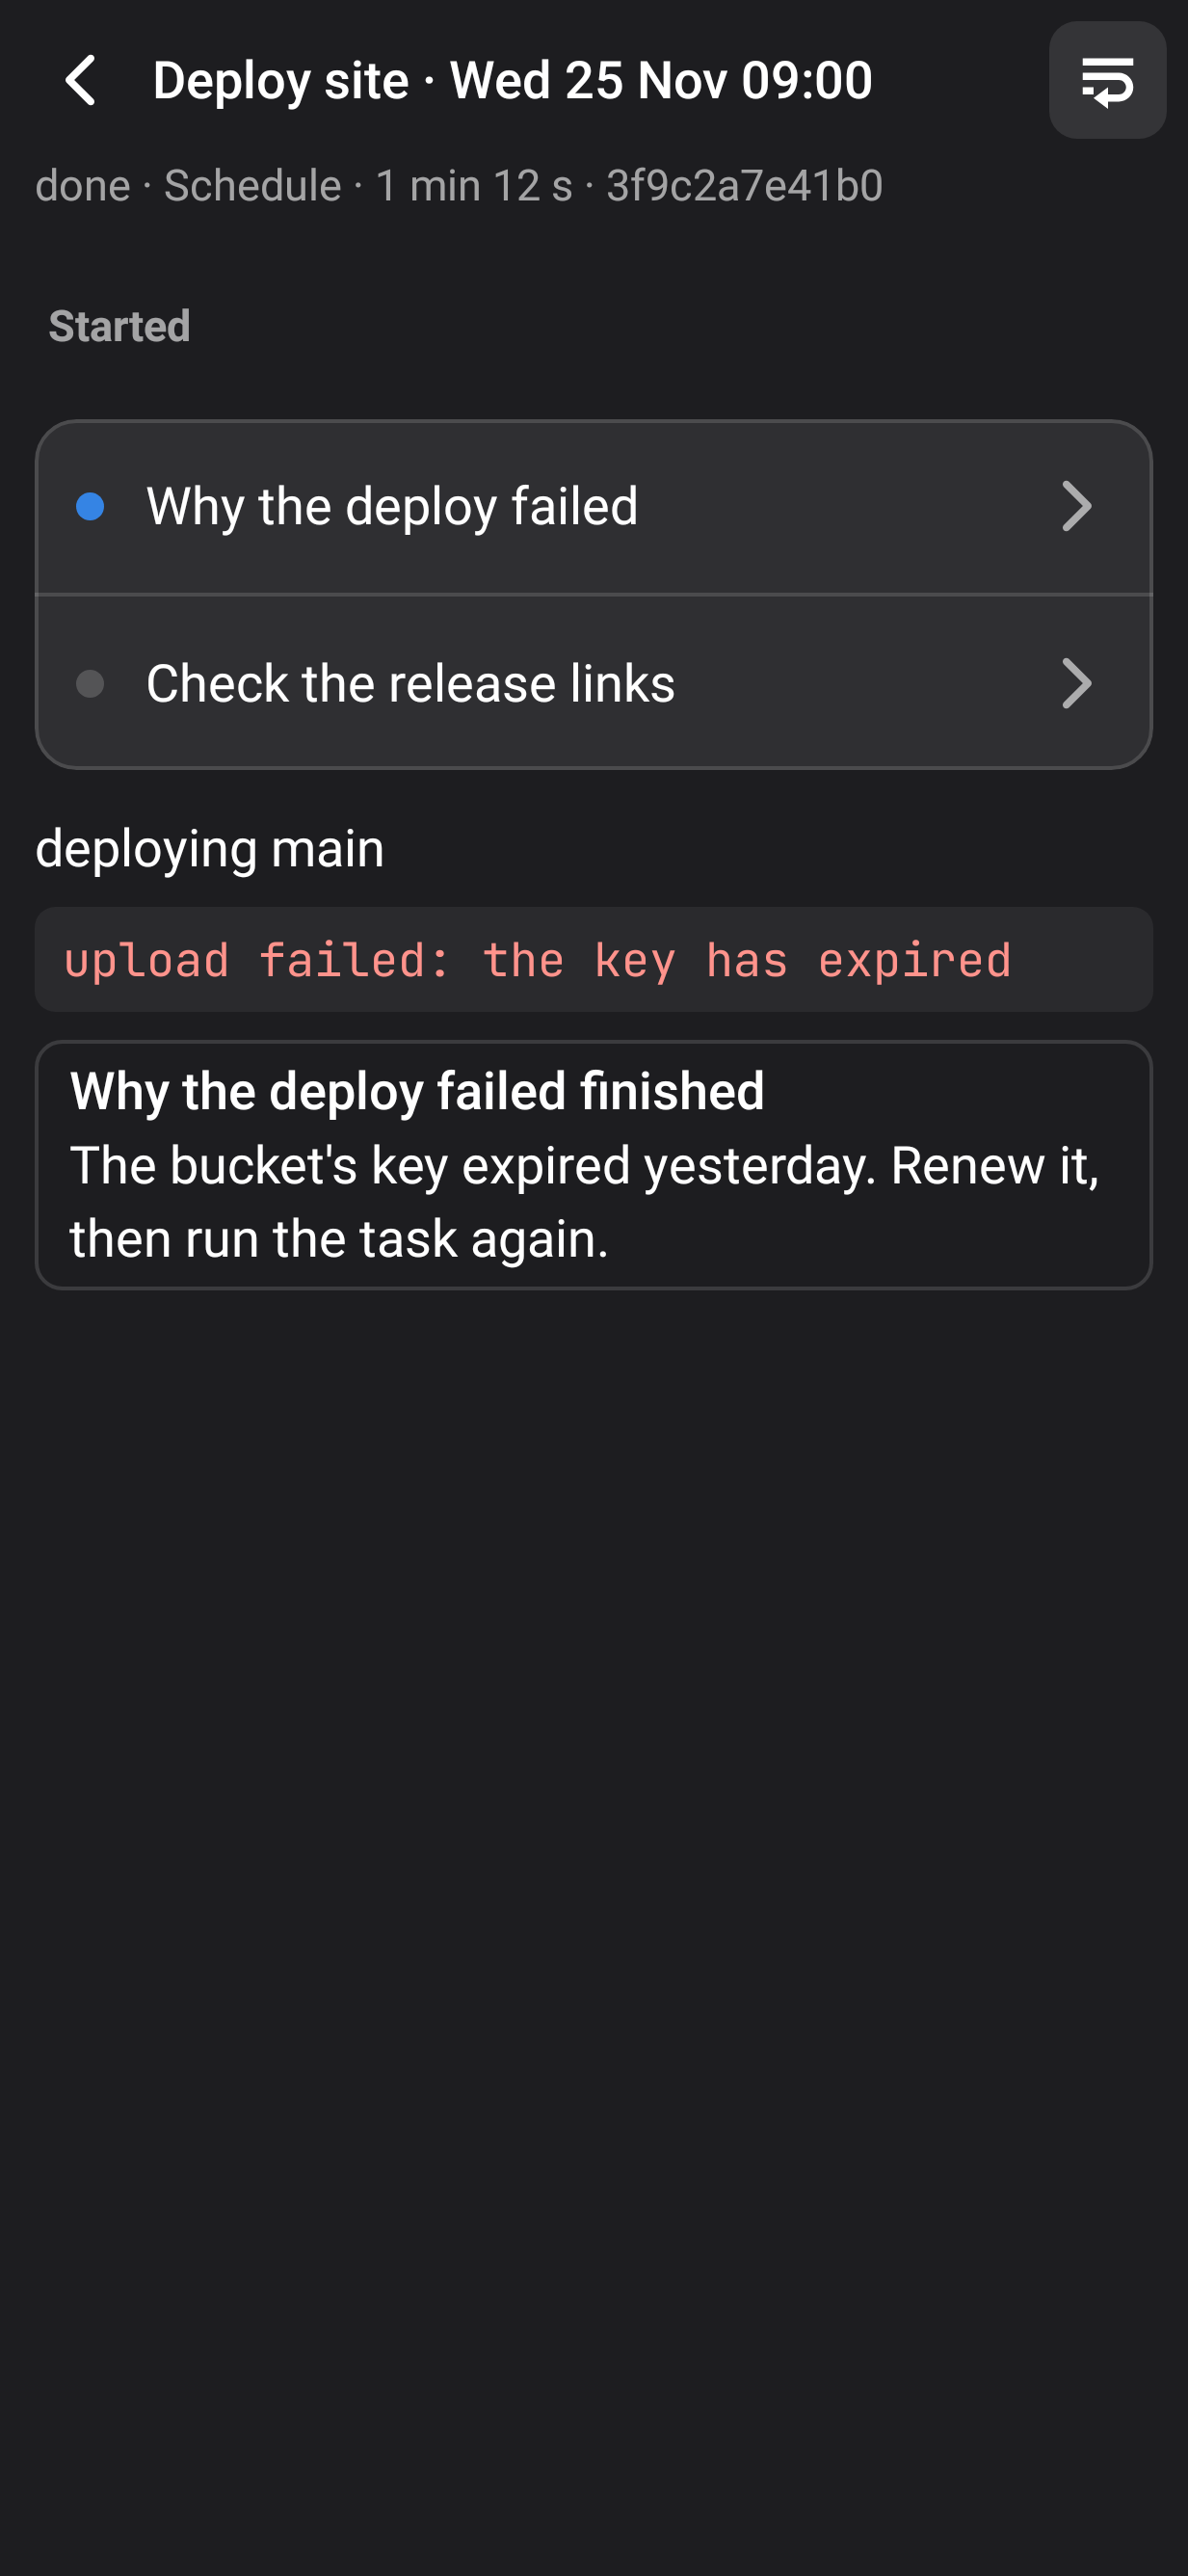 Deploy site · Wed 25 Nov 09:00
done · Schedule · 1 min 12 s · 3f9c2a7e41b0
Started
Why the deploy failed
Check the release links
deploying main
upload failed: the key has expired
Why the deploy failed finished
The bucket's key expired yesterday. Renew it,
then run the task again.